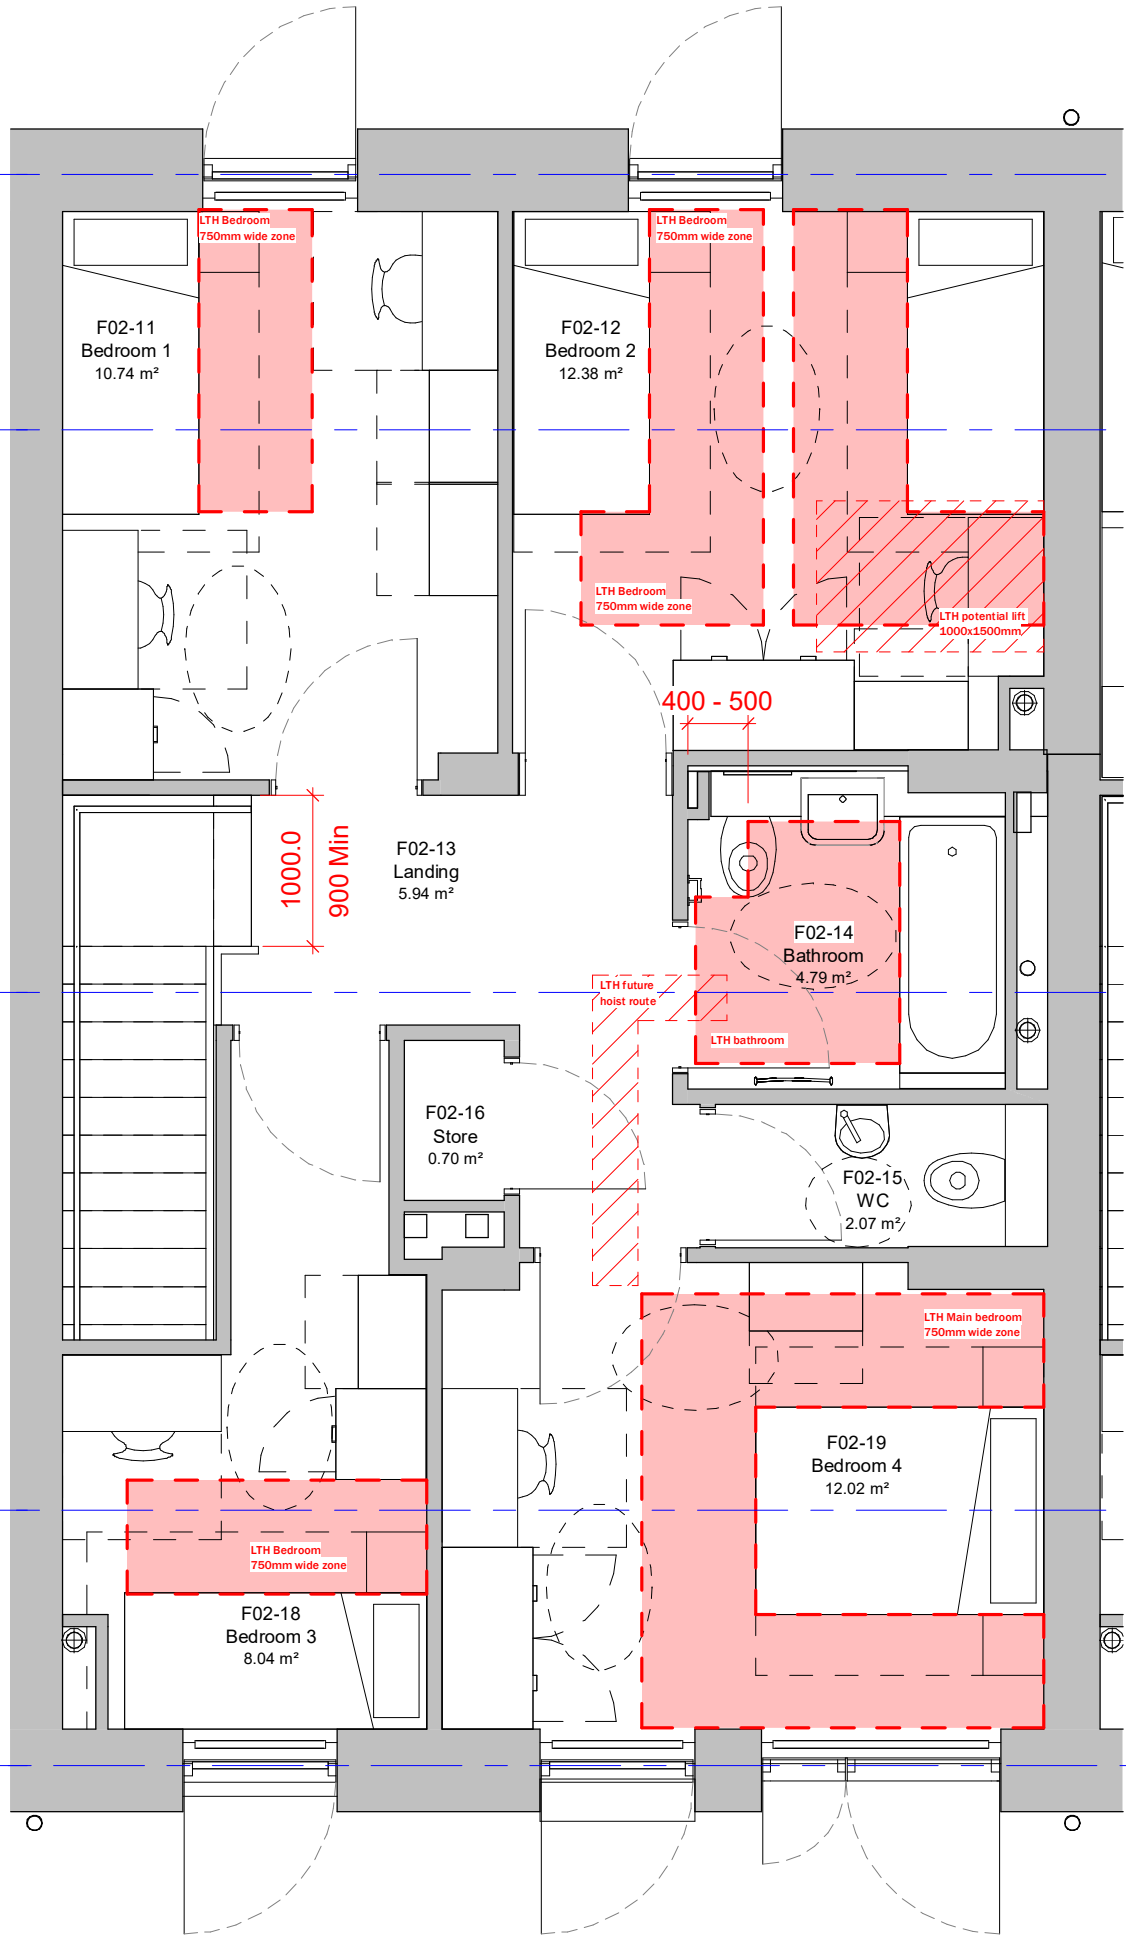 LTH Bedroom
750mm wide zone
LTH Bedroom
750mm wide zone
F02-11
Bedroom 1
10.74 m²
F02-12
Bedroom 2
12.38 m²
LTH Bedroom
750mm wide zone
LTH potential lift
1000x1500mm
400 - 500
1000.0
900 Min
F02-13
Landing
5.94 m²
F02-14
Bathroom
4.79 m²
LTH future
hoist route
LTH bathroom
F02-16
Store
0.70 m²
F02-15
WC
2.07 m²
LTH Main bedroom
750mm wide zone
F02-19
Bedroom 4
12.02 m²
LTH Bedroom
750mm wide zone
F02-18
Bedroom 3
8.04 m²